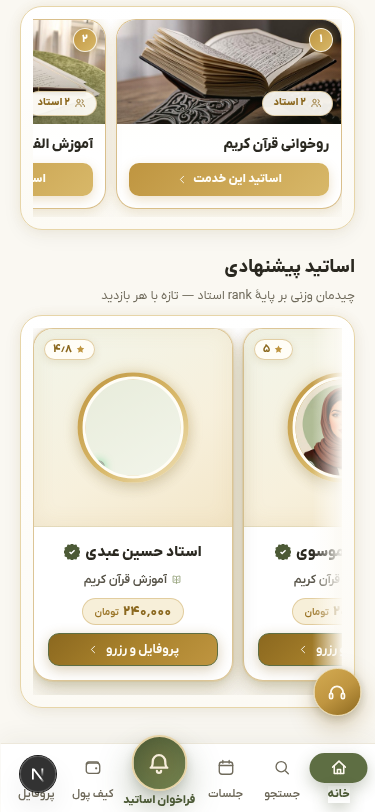 ۱
۲
۲ استاد
۲ استاد
روخوانی قرآن کریم
آموزش الف
اساتید این خدمت
اس
اساتید پیشنهادی
چیدمان وزنی بر پایهٔ rank استاد — تازه با هر بازدید
۵
۴٫۸
موسوی
استاد حسین عبدی
قرآن کریم
آموزش قرآن کریم
تومان
۲۴۰,۰۰۰ تومان
رزرو
پروفایل و رزرو
خانه
جستجو
جلسات
فراخوان اساتید
کیف پول
پروفایل
N